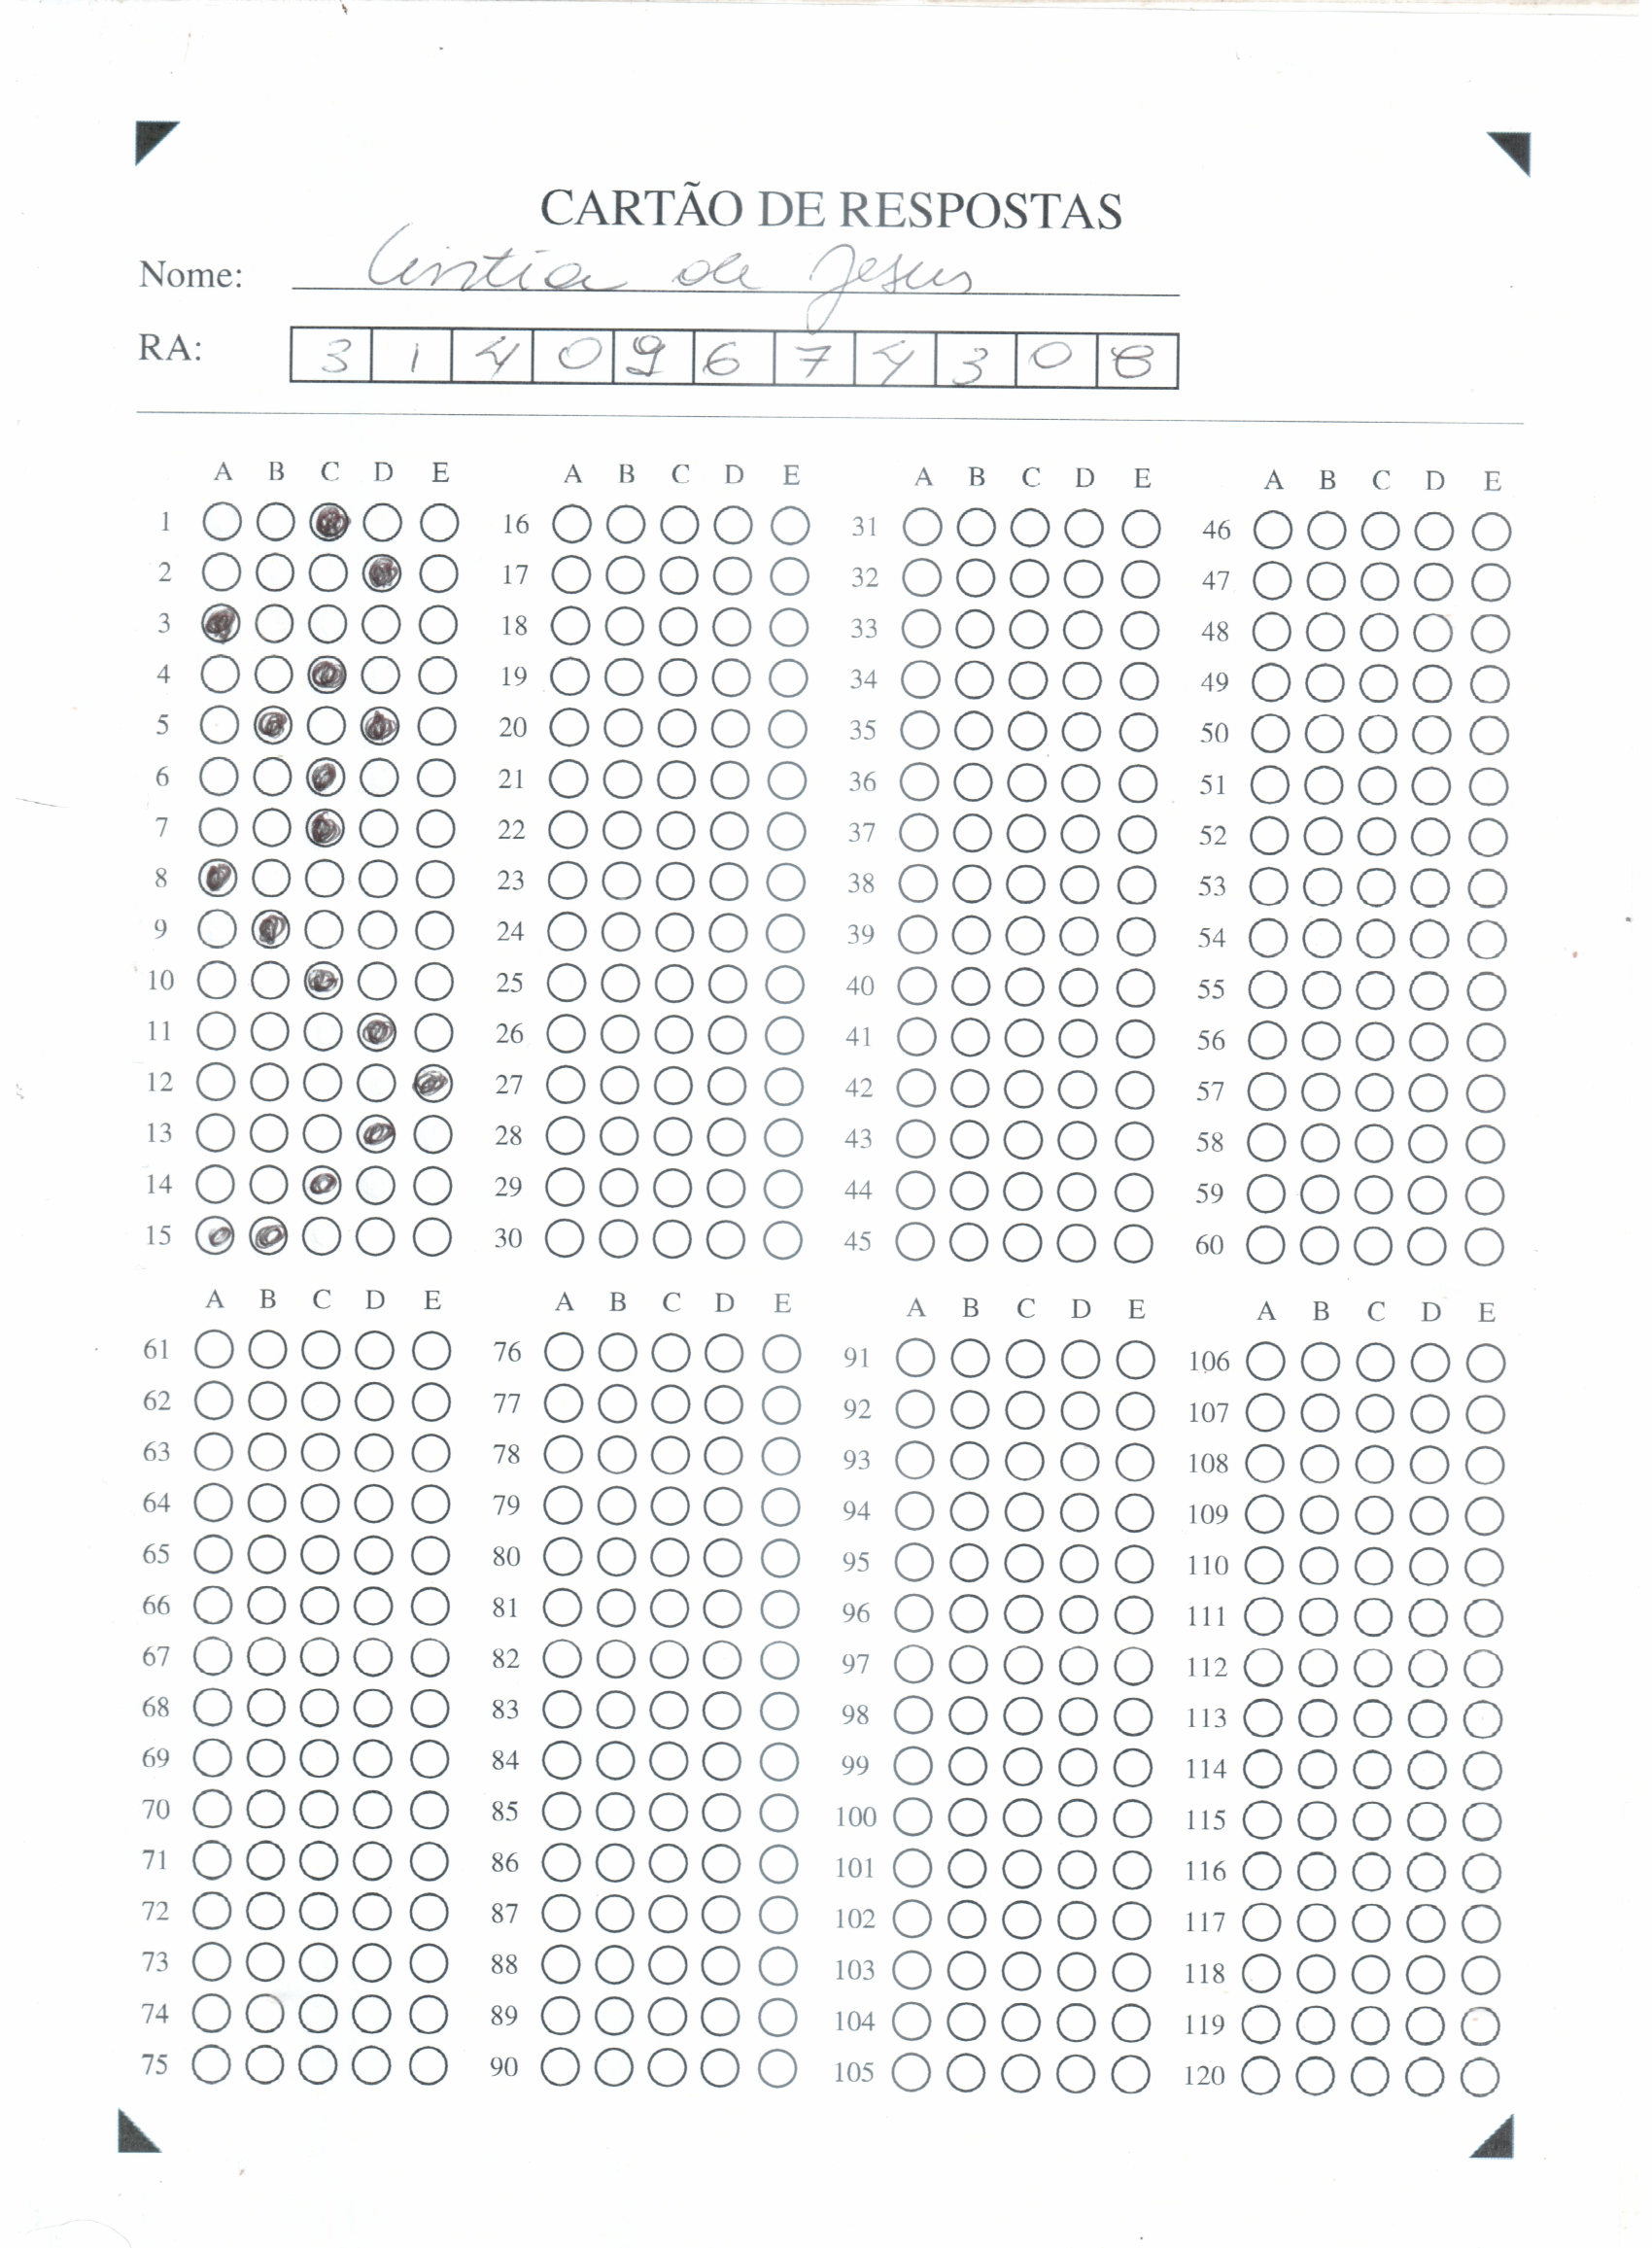 CARTÃO DE RESPOSTAS
Nome: Cintia de Jesus
RA: 3 1 4 0 9 6 7 4 3 0 8
A B C D E A B C D E A B C D E A B C D E
1 16 31 46
2 17 32 47
3 18 33 48
4 19 34 49
5 20 35 50
6 21 36 51
7 22 37 52
8 23 38 53
9 24 39 54
10 25 40 55
11 26 41 56
12 27 42 57
13 28 43 58
14 29 44 59
15 30 45 60
A B C D E A B C D E A B C D E A B C D E
61 76 91 106
62 77 92 107
63 78 93 108
64 79 94 109
65 80 95 110
66 81 96 111
67 82 97 112
68 83 98 113
69 84 99 114
70 85 100 115
71 86 101 116
72 87 102 117
73 88 103 118
74 89 104 119
75 90 105 120